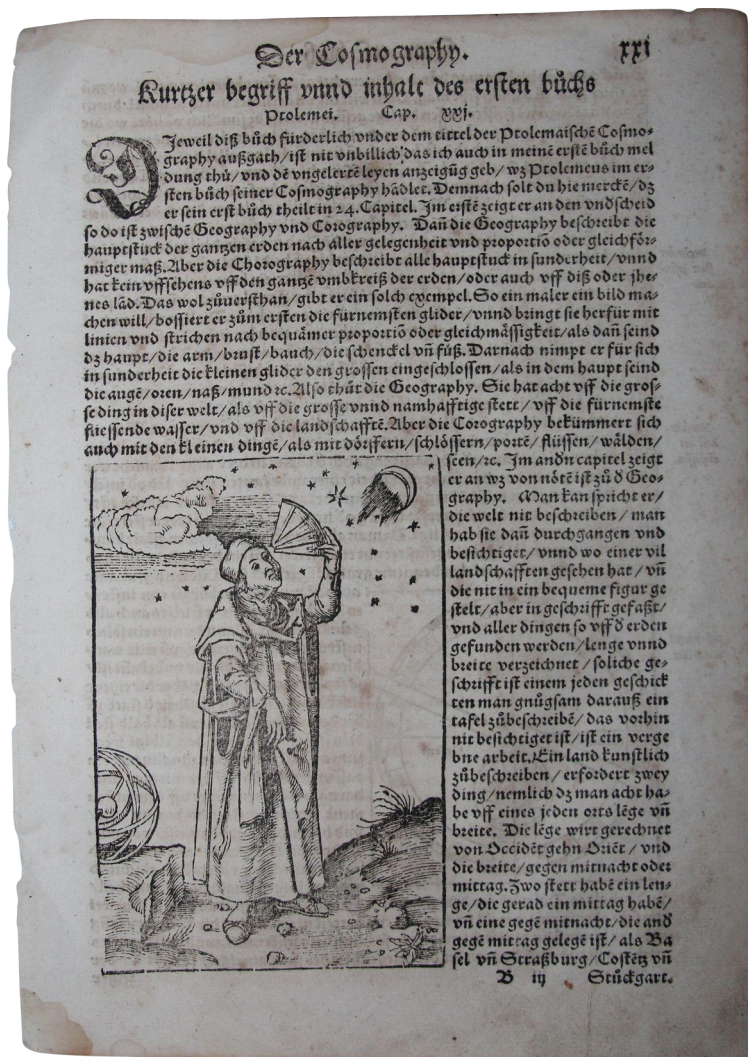 Der Cosmography. xxi
Kurtzer begriff vnnd inhalt des ersten bůchs
Ptolemei. Cap. xxj.
DJeweil diß bůch fürderlich vnder dem tittel der Ptolemaischē Cosmo⸗
graphy außgath/ist nit vnbillich/das ich auch in meinē erstē bůch mel
dung thů/vnd dē vngelertē leyen anzeigūg geb/wz Ptolemeus im er⸗
sten bůch seiner Cosmography hādlet. Demnach solt du hie merckē/dz
er sein erst bůch theilt in 24. Capitel. Jm erstē zeigt er an den vndscheid
so do ist zwischē Geography vnd Corography. Dañ die Geography beschreibt die
hauptstuck der gantzen erden nach aller gelegenheit vnd proportiō oder gleichför⸗
miger maß. Aber die Chorography beschreibt alle hauptstuck in sunderheit/vnnd
hat kein vffsehens vff den gantzē vmbkreiß der erden/oder auch vff diß oder jhe⸗
nes lād. Das wol zůuersthan/gibt er ein solch exempel. So ein maler ein bild ma⸗
chen will/bossiert er zům ersten die fürnemsten glider/vnnd bringt sie herfür mit
linien vnd strichen nach bequämer proportiō oder gleichmässigkeit/als dañ seind
dz haupt/die arm/brust/bauch/die schenckel vñ fůß. Darnach nimpt er für sich
in sunderheit die kleinen glider den grossen eingeschlossen/als in dem haupt seind
die augē/oren/naß/mund ꝛc. Also thůt die Geography. Sie hat acht vff die gros⸗
se ding in diser welt/als vff die grosse vnnd namhafftige stett/vff die fürnemste
fliessende wasser/vnd vff die landschafftē. Aber die Corography bekümmert sich
auch mit den kleinen dingē/als mit dörffern/schlössern/portē/flüssen/wälden/
seen/ꝛc. Jm andn capitel zeigt
er an wz von nötē ist zů d Geo⸗
graphy. Man kan spricht er/
die welt nit beschreiben/man
hab sie dañ durchgangen vnd
besichtiget/vnnd wo einer vil
landschafften gesehen hat/vñ
die nit in ein bequeme figur ge
stelt/aber in geschrifft gefaßt/
vnd aller dingen so vff d erden
gefunden werden/lenge vnnd
breite verzeichnet/soliche ge⸗
schrifft ist einem jeden geschick
ten man gnůgsam darauß ein
tafel zůbeschreibē/das vorhin
nit besichtiget ist/ist ein verge
bne arbeit. Ein land kunstlich
zůbeschreiben/erfordert zwey
ding/nemlich dz man acht ha⸗
be vff eines jeden orts lēge vñ
breite. Die lēge wirt gerechnet
von Occidēt gehn Oriēt/vnd
die breite/gegen mitnacht oder
mittag. Zwo stett habē ein len⸗
ge/die gerad ein mittag habē/
vñ eine gegē mitnacht/die and
gegē mittag gelegē ist/als Ba
sel vñ Straßburg/Costētz vñ
B iij Stůckgart.